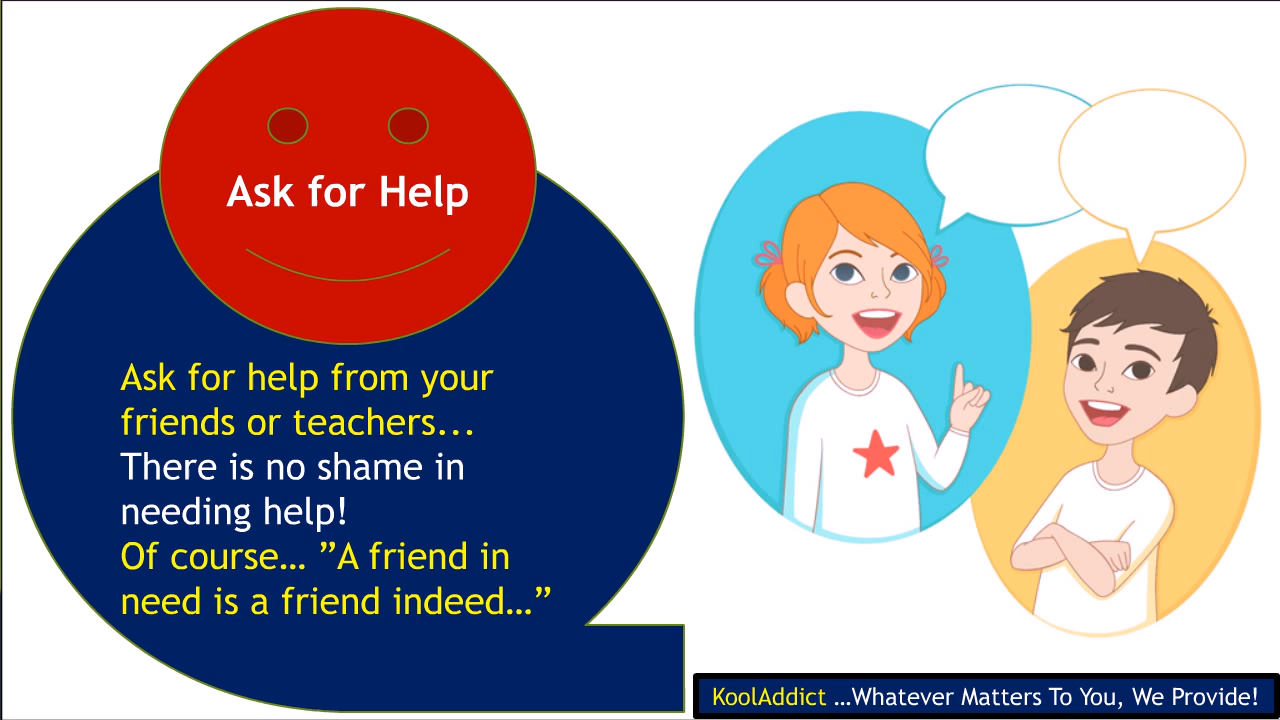 Ask for Help
Ask for help from your
friends or teachers...
There is no shame in
needing help!
Of course… ”A friend in
need is a friend indeed…”
KoolAddict …Whatever Matters To You, We Provide!